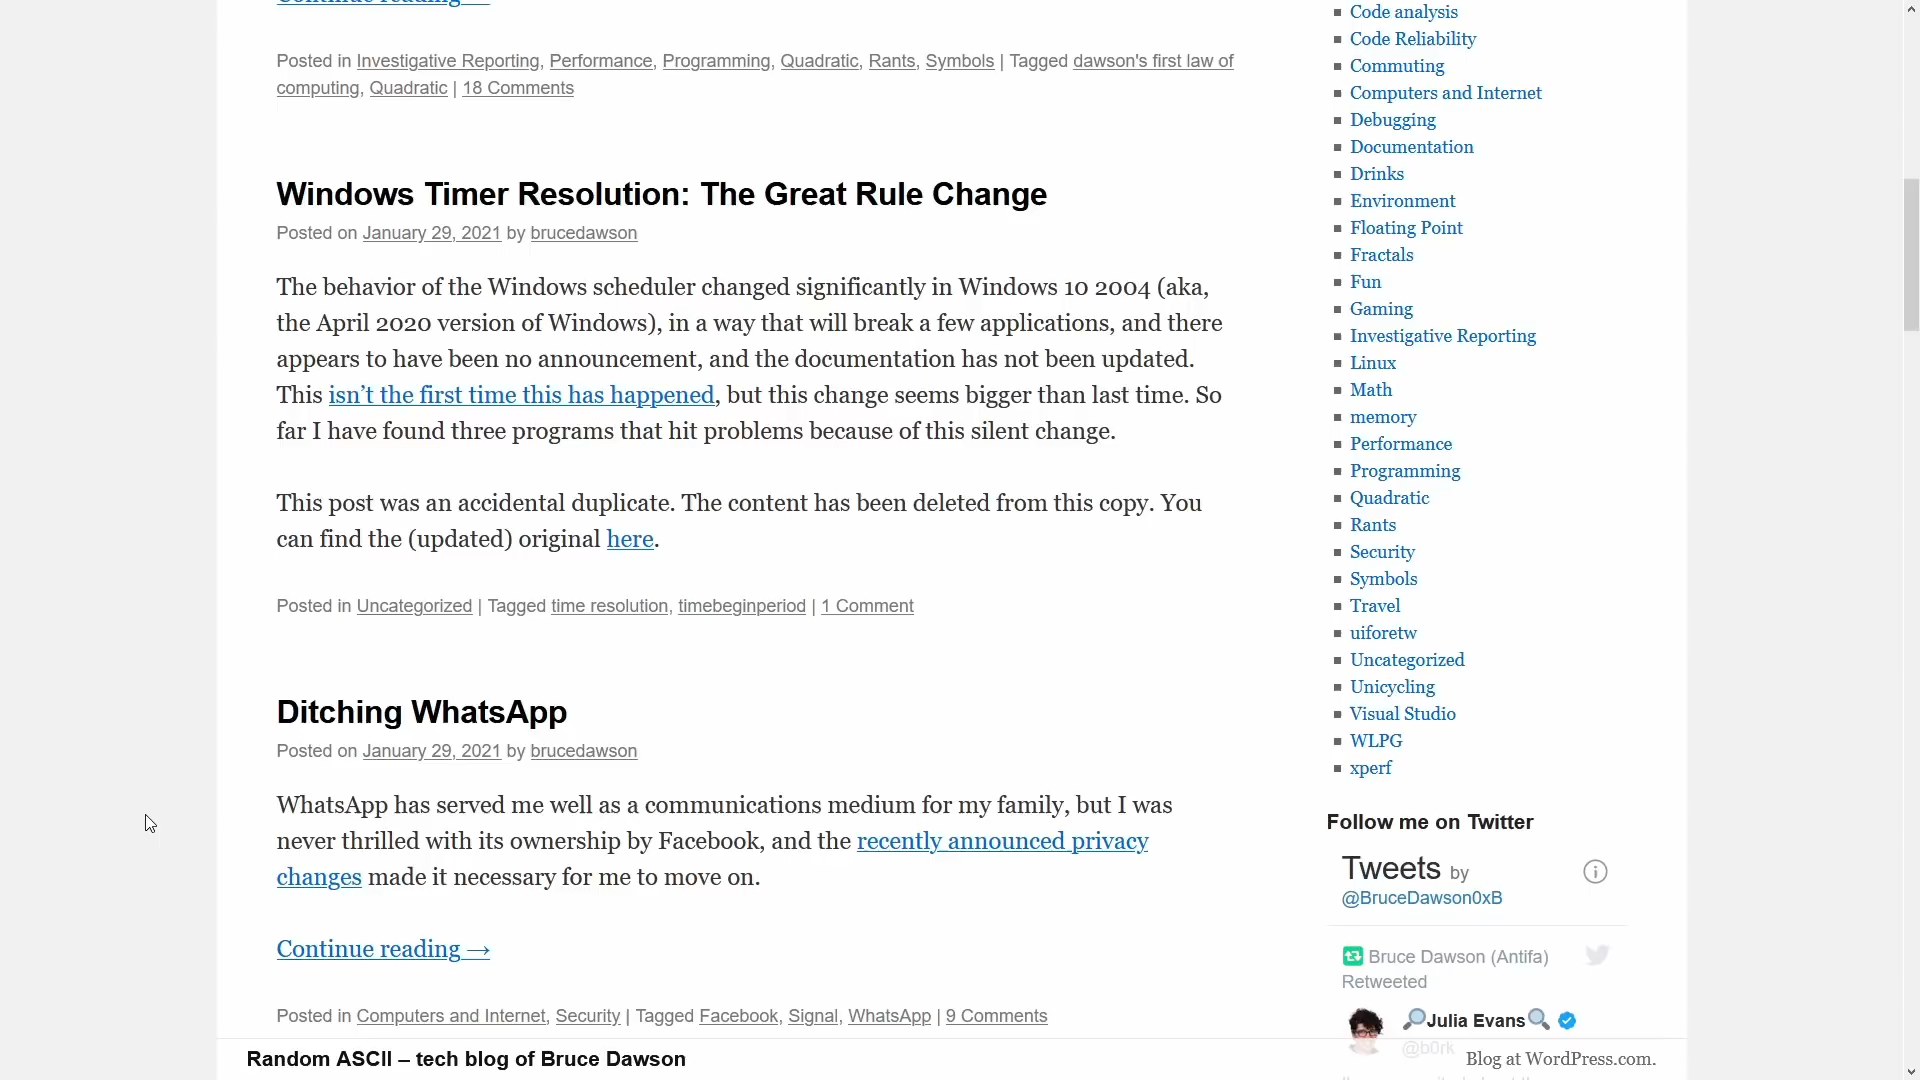 Continue reading →
Posted in Investigative Reporting, Performance, Programming, Quadratic, Rants, Symbols | Tagged dawson's first law of
computing, Quadratic | 18 Comments
Windows Timer Resolution: The Great Rule Change
Posted on January 29, 2021 by brucedawson
The behavior of the Windows scheduler changed significantly in Windows 10 2004 (aka,
the April 2020 version of Windows), in a way that will break a few applications, and there
appears to have been no announcement, and the documentation has not been updated.
This isn’t the first time this has happened, but this change seems bigger than last time. So
far I have found three programs that hit problems because of this silent change.
This post was an accidental duplicate. The content has been deleted from this copy. You
can find the (updated) original here.
Posted in Uncategorized | Tagged time resolution, timebeginperiod | 1 Comment
Ditching WhatsApp
Posted on January 29, 2021 by brucedawson
WhatsApp has served me well as a communications medium for my family, but I was
never thrilled with its ownership by Facebook, and the recently announced privacy
changes made it necessary for me to move on.
Continue reading →
Posted in Computers and Internet, Security | Tagged Facebook, Signal, WhatsApp | 9 Comments
Code analysis
Code Reliability
Commuting
Computers and Internet
Debugging
Documentation
Drinks
Environment
Floating Point
Fractals
Fun
Gaming
Investigative Reporting
Linux
Math
memory
Performance
Programming
Quadratic
Rants
Security
Symbols
Travel
uiforetw
Uncategorized
Unicycling
Visual Studio
WLPG
xperf
Follow me on Twitter
Tweets by
@BruceDawson0xB
Bruce Dawson (Antifa)
Retweeted
🔎Julia Evans🔍
@b0rk
Random ASCII – tech blog of Bruce Dawson
Blog at WordPress.com.